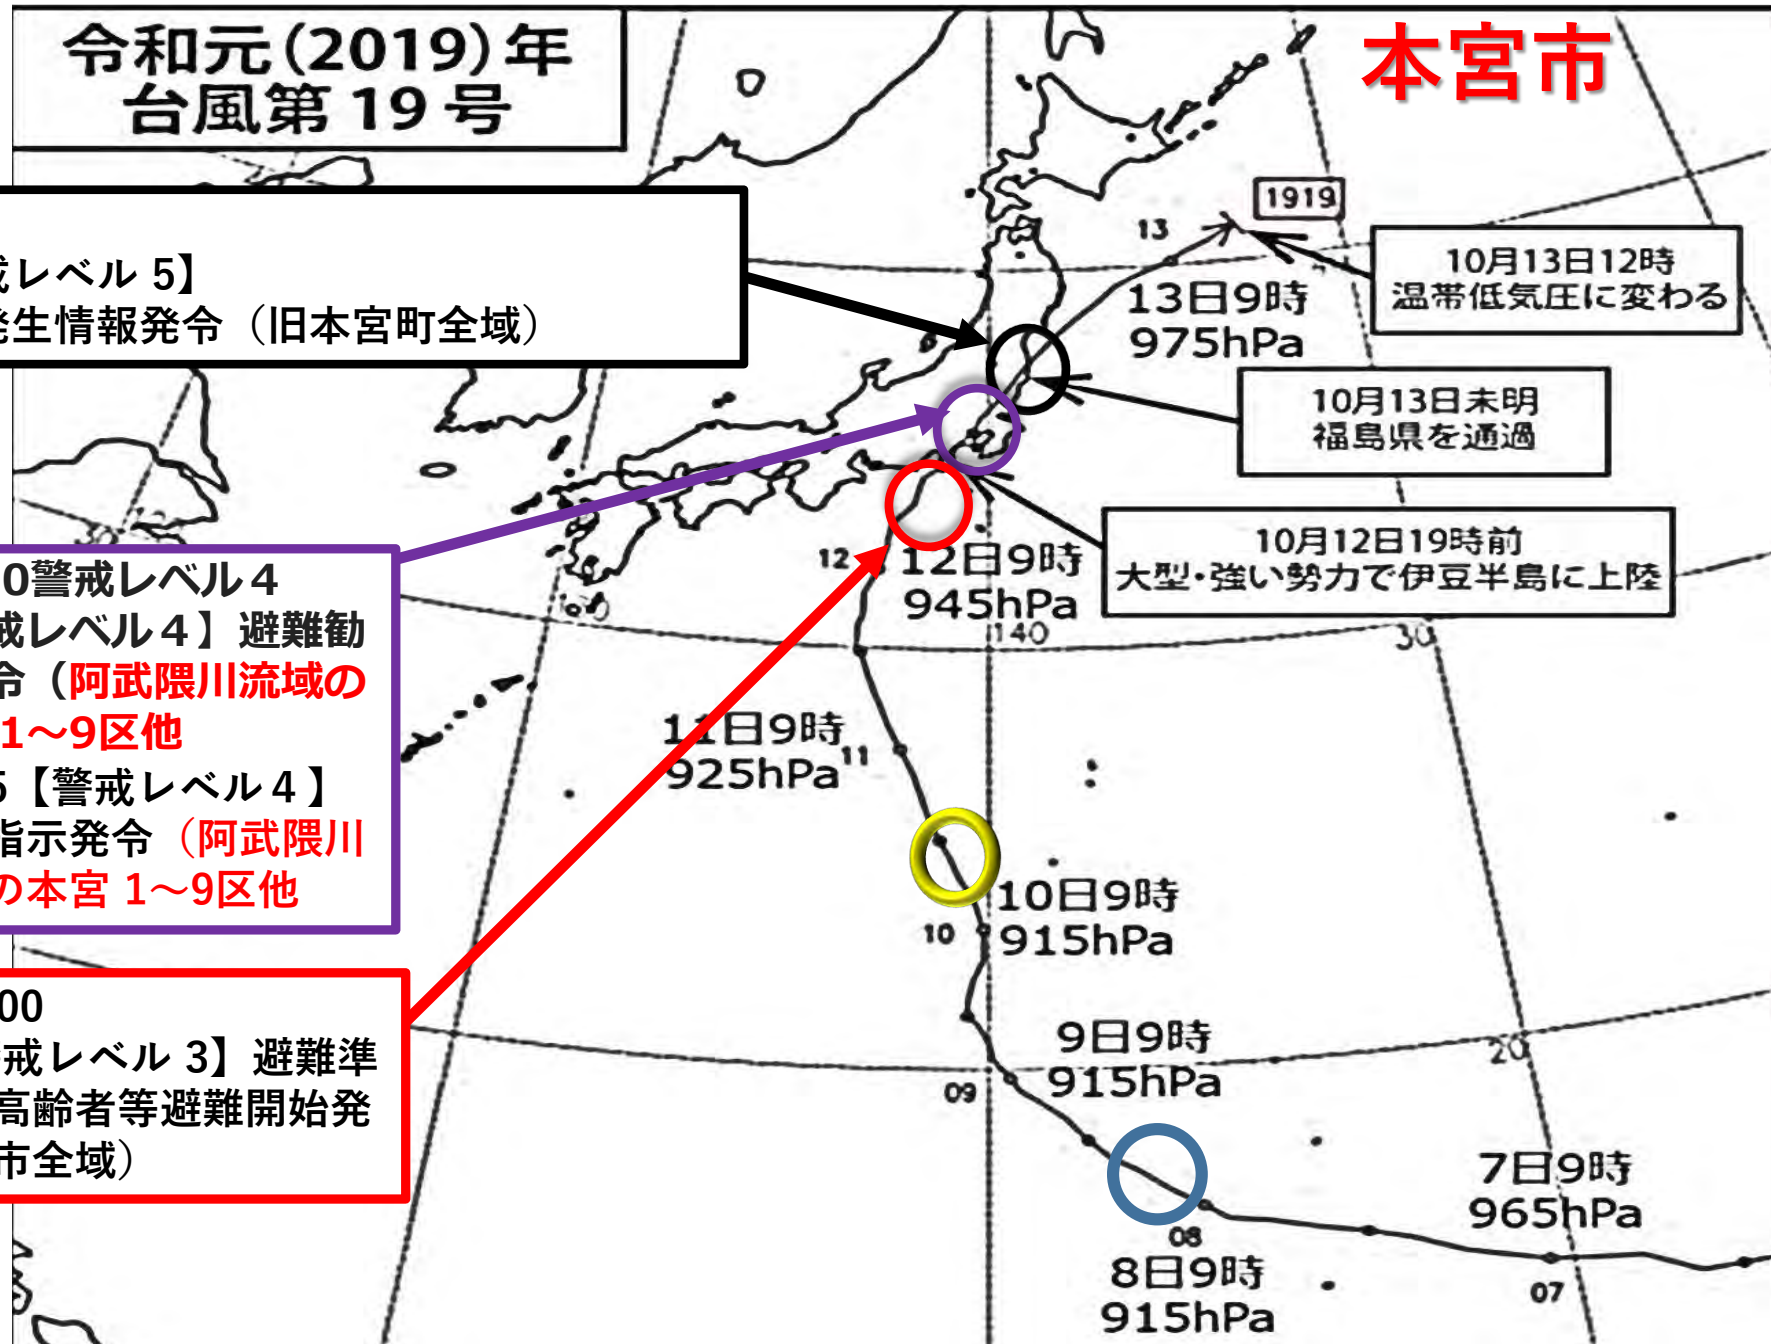 令和元(2019)年
台風第 19 号
本宮市
戒レベル 5】
発生情報発令（旧本宮町全域）
0警戒レベル４
戒レベル４】避難勧
令（阿武隈川流域の
1～9区他
5【警戒レベル４】
指示発令（阿武隈川
の本宮 1～9区他
00
戒レベル 3】避難準
高齢者等避難開始発
市全域）
1919
13
10月13日12時
温帯低気圧に変わる
13日9時
975hPa
10月13日未明
福島県を通過
10月12日19時前
大型・強い勢力で伊豆半島に上陸
12
12日9時
945hPa
140
30
11日9時
925hPa
11
10日9時
915hPa
10
9日9時
915hPa
09
20
7日9時
965hPa
07
08
8日9時
915hPa